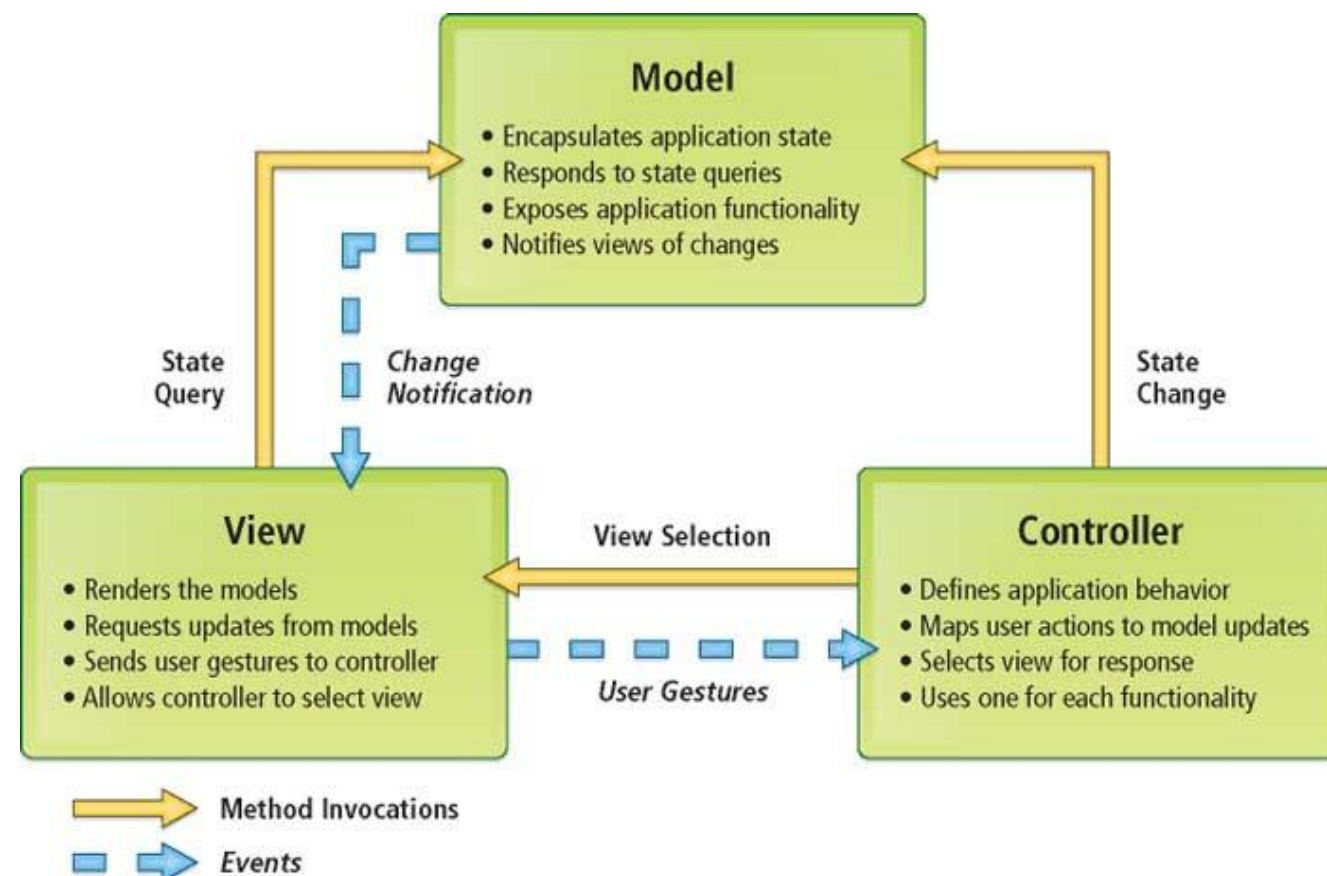 Model
• Encapsulates application state
• Responds to state queries
• Exposes application functionality
• Notifies views of changes
State
Query
Change
Notification
State
Change
View
• Renders the models
• Requests updates from models
• Sends user gestures to controller
• Allows controller to select view
View Selection
User Gestures
Controller
• Defines application behavior
• Maps user actions to model updates
• Selects view for response
• Uses one for each functionality
Method Invocations
Events